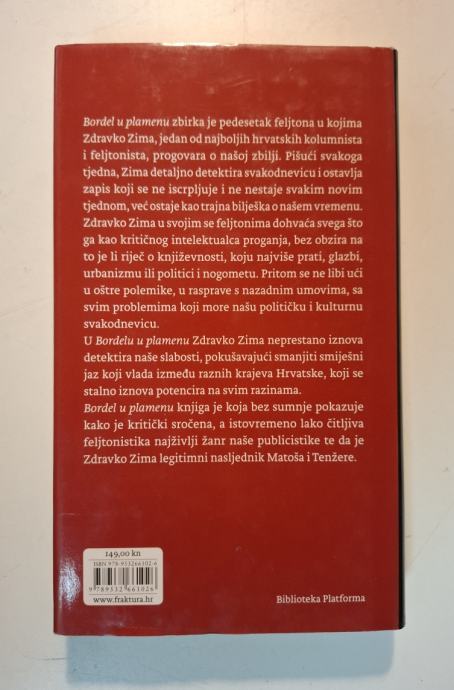 Bordel u plamenu zbirka je pedesetak feljtona u kojima
Zdravko Zima, jedan od najboljih hrvatskih kolumnista
i feljtonista, progovara o našoj zbilji. Pišući svakoga
tjedna, Zima detaljno detektira svakodnevicu i ostavlja
zapis koji se ne iscrpljuje i ne nestaje svakim novim
tjednom, već ostaje kao trajna bilješka o našem vremenu.
Zdravko Zima u svojim se feljtonima dohvaća svega što
ga kao kritičnog intelektualca proganja, bez obzira na
to je li riječ o književnosti, koju najviše prati, glazbi,
urbanizmu ili politici i nogometu. Pritom se ne libi ući
u oštre polemike, u rasprave s nazadnim umovima, sa
svim problemima koji more našu političku i kulturnu
svakodnevicu.
U Bordelu u plamenu Zdravko Zima neprestano iznova
detektira naše slabosti, pokušavajući smanjiti smiješni
jaz koji vlada između raznih krajeva Hrvatske, koji se
stalno iznova potencira na svim razinama.
Bordel u plamenu knjiga je koja bez sumnje pokazuje
kako je kritički sročena, a istovremeno lako čitljiva
feljtonistika najživlji žanr naše publicistike te da je
Zdravko Zima legitimni nasljednik Matoša i Tenžere.
149,00 kn
ISBN 978-953266102-6
9 789532 661026
www.fraktura.hr
Biblioteka Platforma